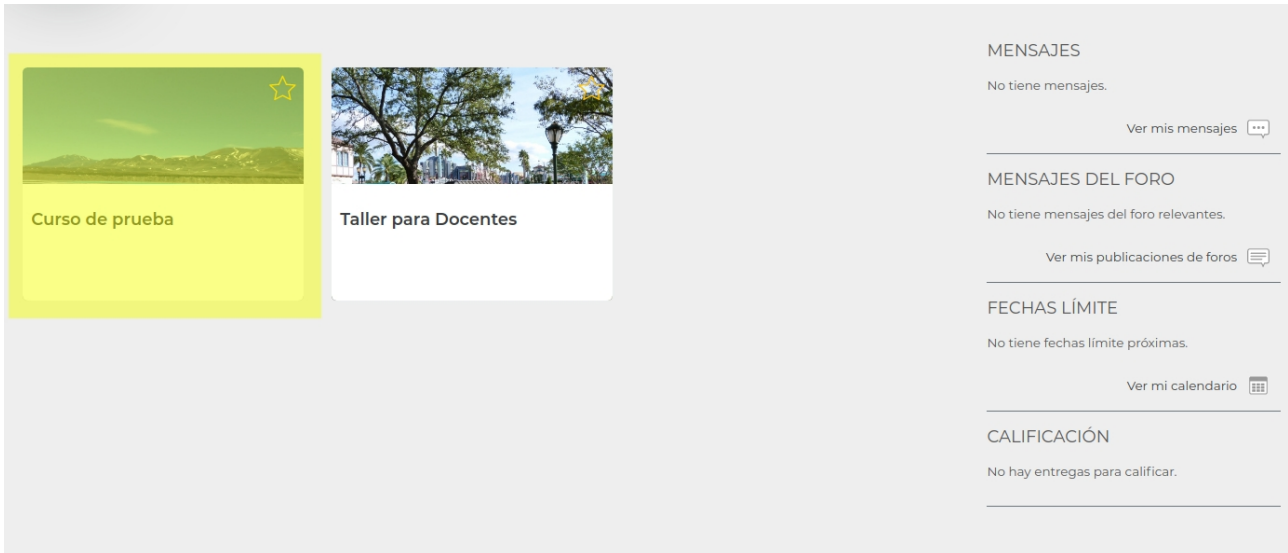 Curso de prueba
Taller para Docentes
MENSAJES
No tiene mensajes.
Ver mis mensajes
MENSAJES DEL FORO
No tiene mensajes del foro relevantes.
Ver mis publicaciones de foros
FECHAS LÍMITE
No tiene fechas límite próximas.
Ver mi calendario
CALIFICACIÓN
No hay entregas para calificar.